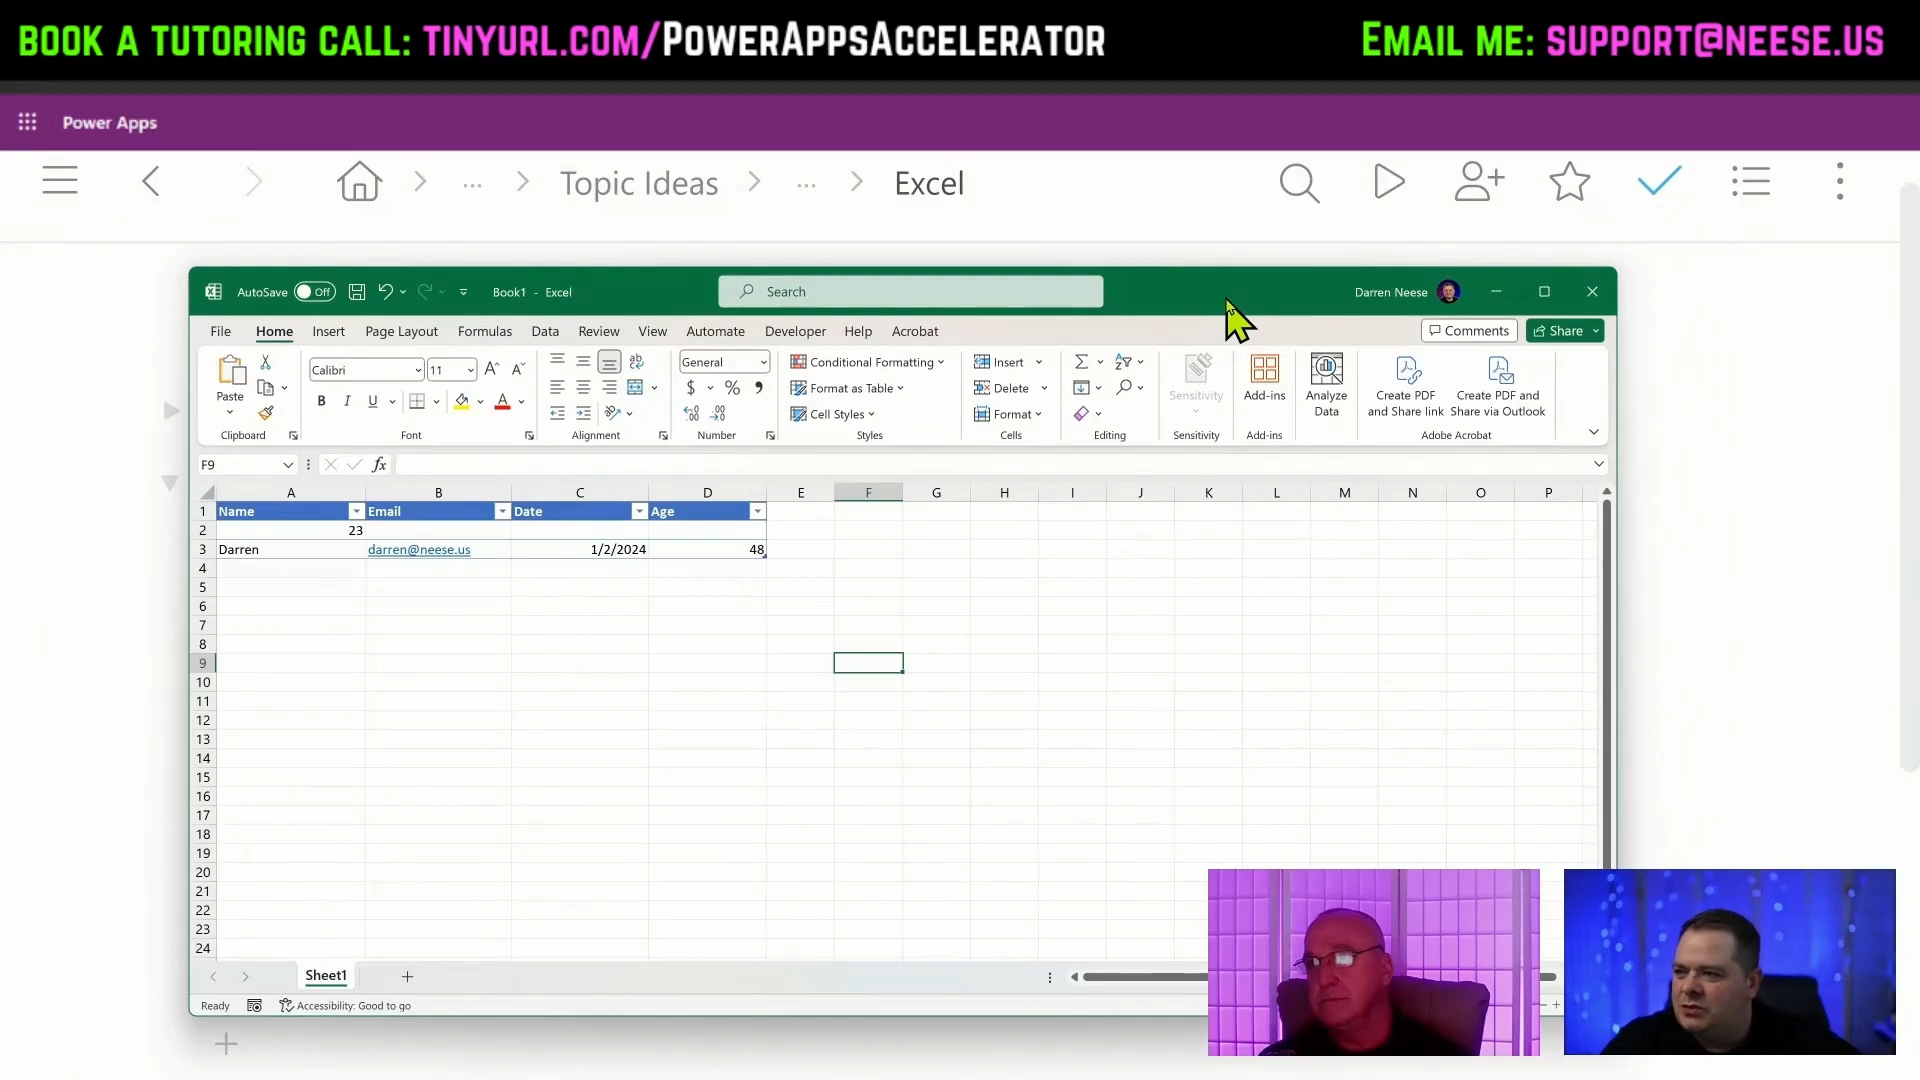 BOOK A TUTORING CALL: TINYURL.COM/POWERAPPSACCELERATOR
EMAIL ME: SUPPORT@NEESE.US
Power Apps
... Topic Ideas ... Excel
AutoSave Off Book1 - Excel Search Darren Neese
File Home Insert Page Layout Formulas Data Review View Automate Developer Help Acrobat Comments Share
Paste
Clipboard
Calibri 11
B I U
Font
Alignment
General
$ % 9
Number
Conditional Formatting
Format as Table
Cell Styles
Styles
Insert
Delete
Format
Cells
Editing
Sensitivity
Sensitivity
Add-ins
Add-ins
Analyze
Data
Create PDF
and Share link
Create PDF and
Share via Outlook
Adobe Acrobat
F9 fx
A B C D E F G H I J K L M N O P
1 Name Email Date Age
2 23
3 Darren darren@neese.us 1/2/2024 48
4
5
6
7
8
9
10
11
12
13
14
15
16
17
18
19
20
21
22
23
24
Sheet1
Ready Accessibility: Good to go